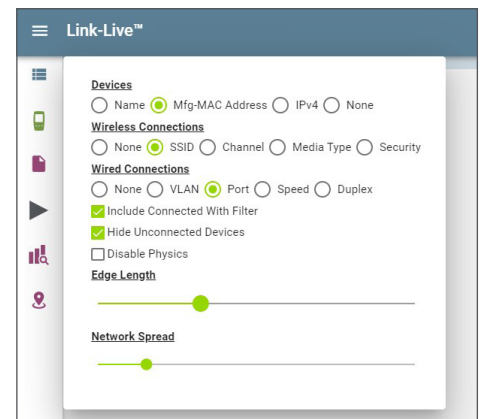 Link-Live™
Devices
Name Mfg-MAC Address IPv4 None
Wireless Connections
None SSID Channel Media Type Security
Wired Connections
None VLAN Port Speed Duplex
Include Connected With Filter
Hide Unconnected Devices
Disable Physics
Edge Length
Network Spread